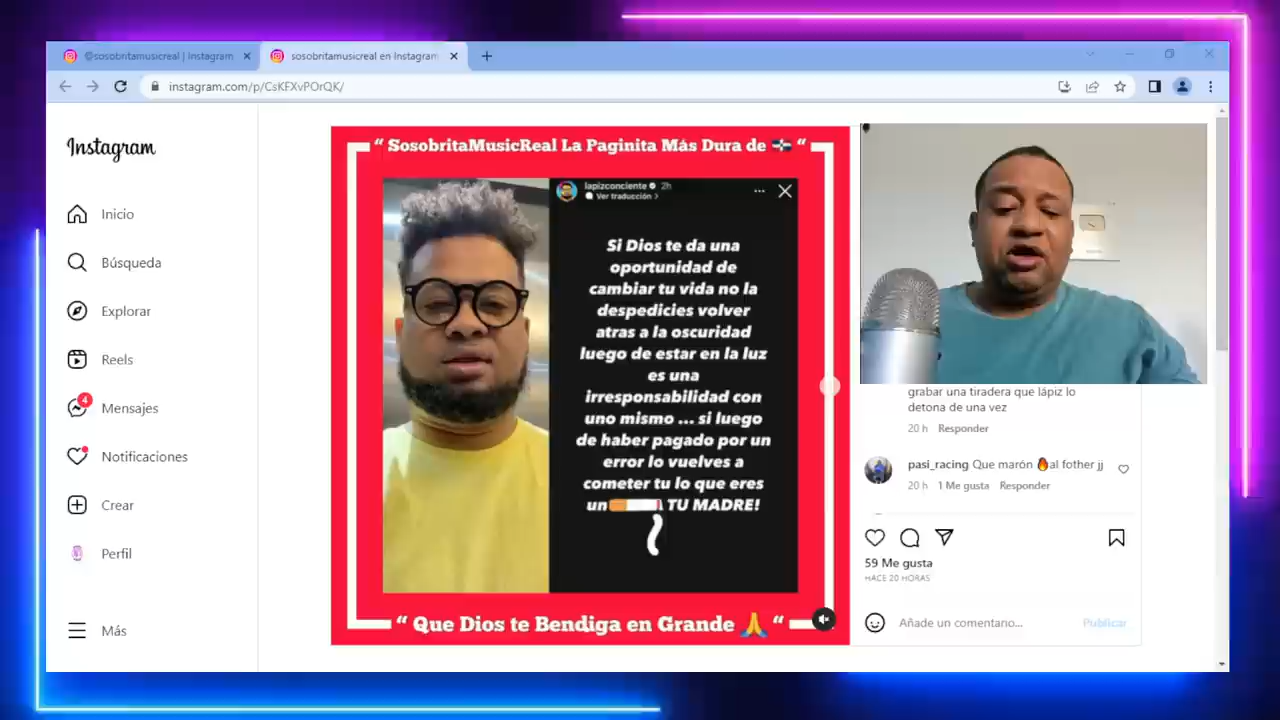 @sosobritamusicreal | Instagram
sosobritamusicreal en Instagram
instagram.com/p/CsKFXvPOrQK/
Instagram
Inicio
Búsqueda
Explorar
Reels
4
Mensajes
Notificaciones
Crear
Perfil
Más
“ SosobritaMusicReal La Paginita Más Dura de 🇩🇴 “
lapizconciente 2h
Ver traducción >
Si Dios te da una
oportunidad de
cambiar tu vida no la
despedicies volver
atras a la oscuridad
luego de estar en la luz
es una
irresponsabilidad con
uno mismo ... si luego
de haber pagado por un
error lo vuelves a
cometer tu lo que eres
un TU MADRE!
“ Que Dios te Bendiga en Grande 🙏 “
grabar una tiradera que lápiz lo
detona de una vez
20 h Responder
pasi_racing Que marón 🔥al fother jj
20 h 1 Me gusta Responder
59 Me gusta
HACE 20 HORAS
Añade un comentario...
Publicar